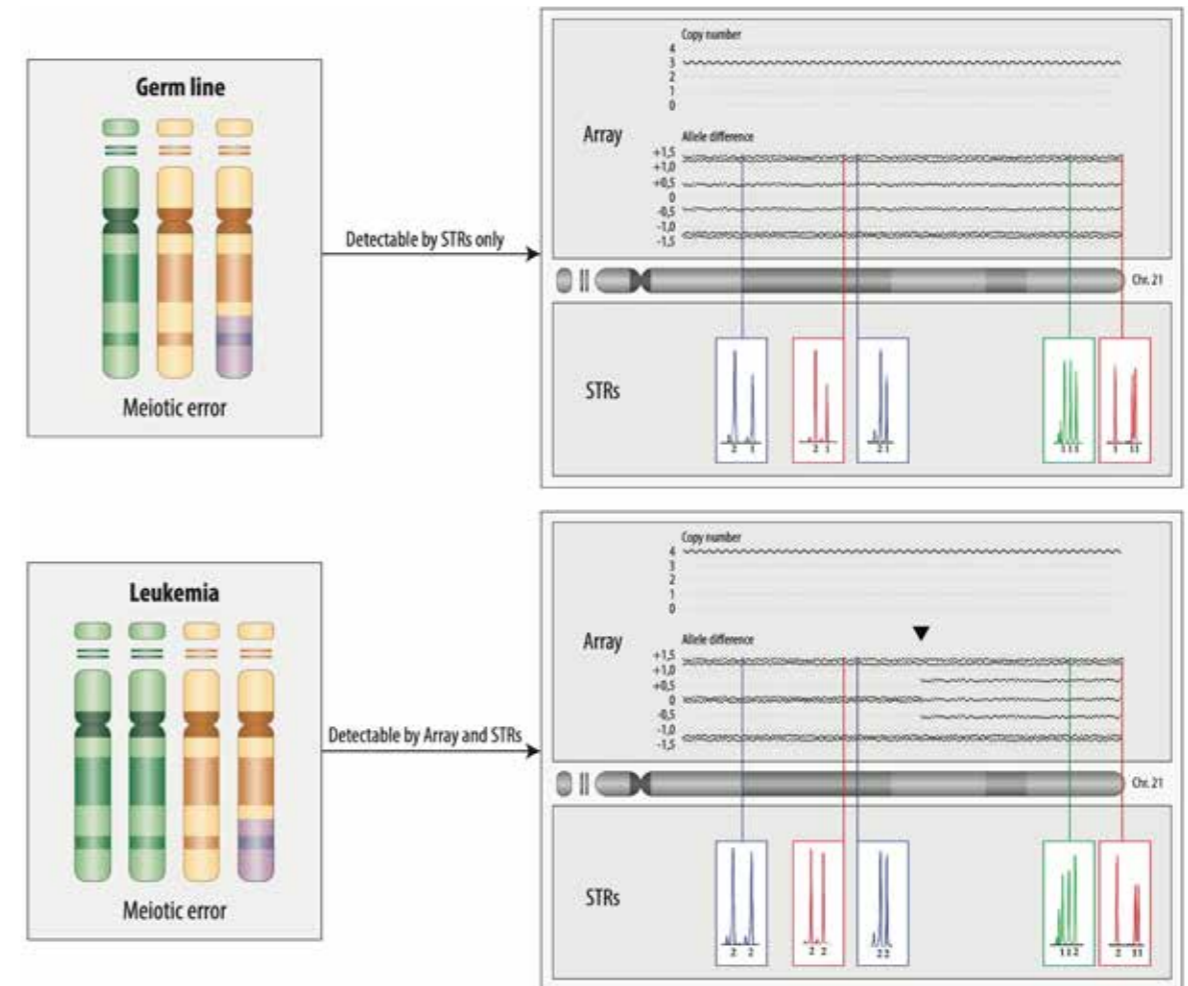 Germ line
Meiotic error
Detectable by STRs only
Copy number
4
3
2
1
0
Array
Allele difference
+1,5
+1,0
+0,5
0
-0,5
-1,0
-1,5
Chr. 21
STRs
2 1
2 1
2 1
1 1 1
1 11
Leukemia
Meiotic error
Detectable by Array and STRs
Copy number
4
3
2
1
0
Array
Allele difference
+1,5
+1,0
+0,5
0
-0,5
-1,0
-1,5
Chr. 21
STRs
2 2
2 2
2 2
1 1 2
2 11